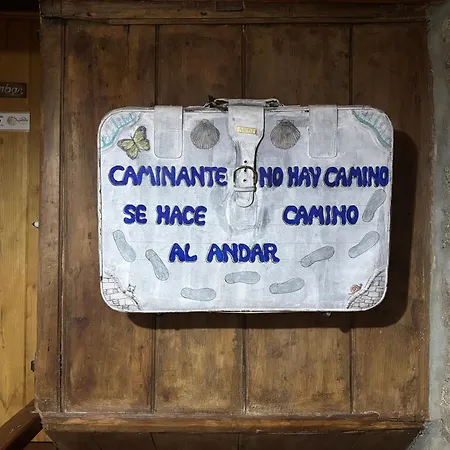 CAMINANTE NO HAY CAMINO
SE HACE CAMINO
AL ANDAR